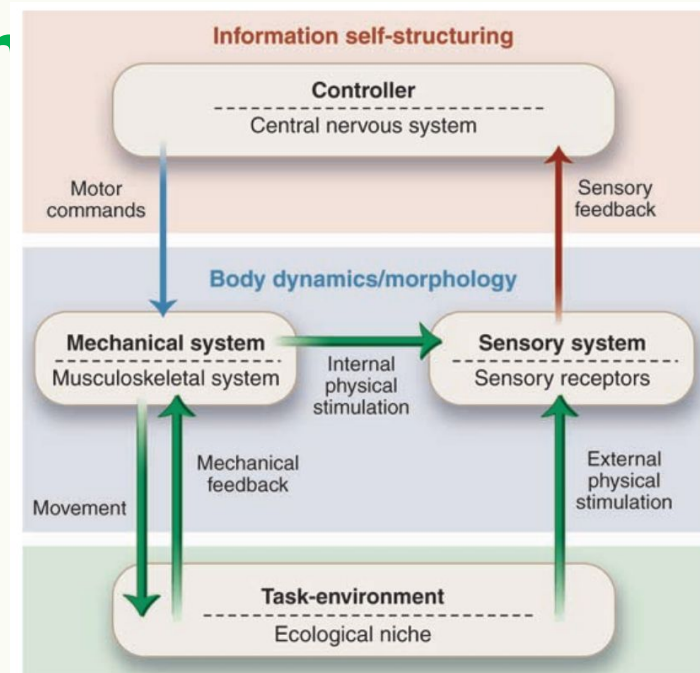 Information self-structuring
Controller
Central nervous system
Motor
commands
Sensory
feedback
Body dynamics/morphology
Mechanical system
Musculoskeletal system
Internal
physical
stimulation
Sensory system
Sensory receptors
Movement
Mechanical
feedback
External
physical
stimulation
Task-environment
Ecological niche